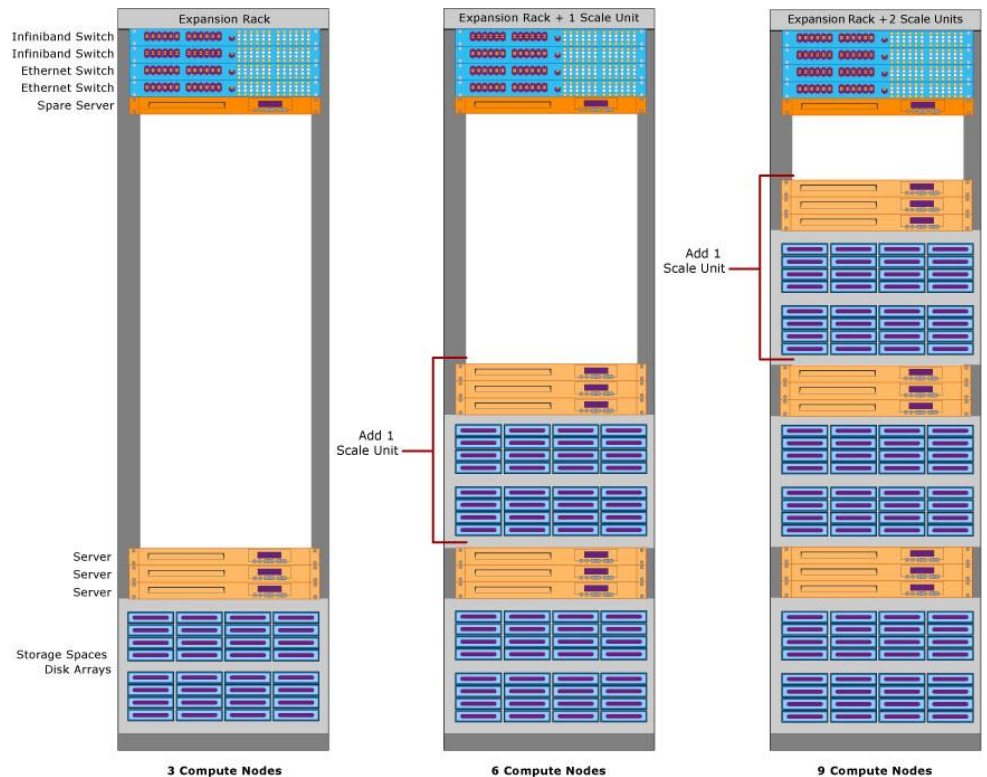 Expansion Rack
Expansion Rack + 1 Scale Unit
Expansion Rack +2 Scale Units
Infiniband Switch
Infiniband Switch
Ethernet Switch
Ethernet Switch
Spare Server
Add 1
Scale Unit
Add 1
Scale Unit
Server
Server
Server
Storage Spaces
Disk Arrays
3 Compute Nodes
6 Compute Nodes
9 Compute Nodes